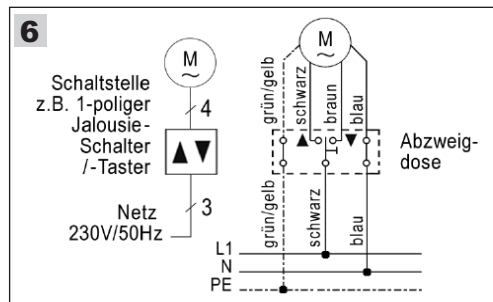 6
M
~
Schaltstelle
z.B. 1-poliger
Jalousie-
Schalter
/-Taster
4
3
Netz
230V/50Hz
M
~
grün/gelb
schwarz
braun
blau
Abzweig-
dose
grün/gelb
schwarz
blau
L1
N
PE